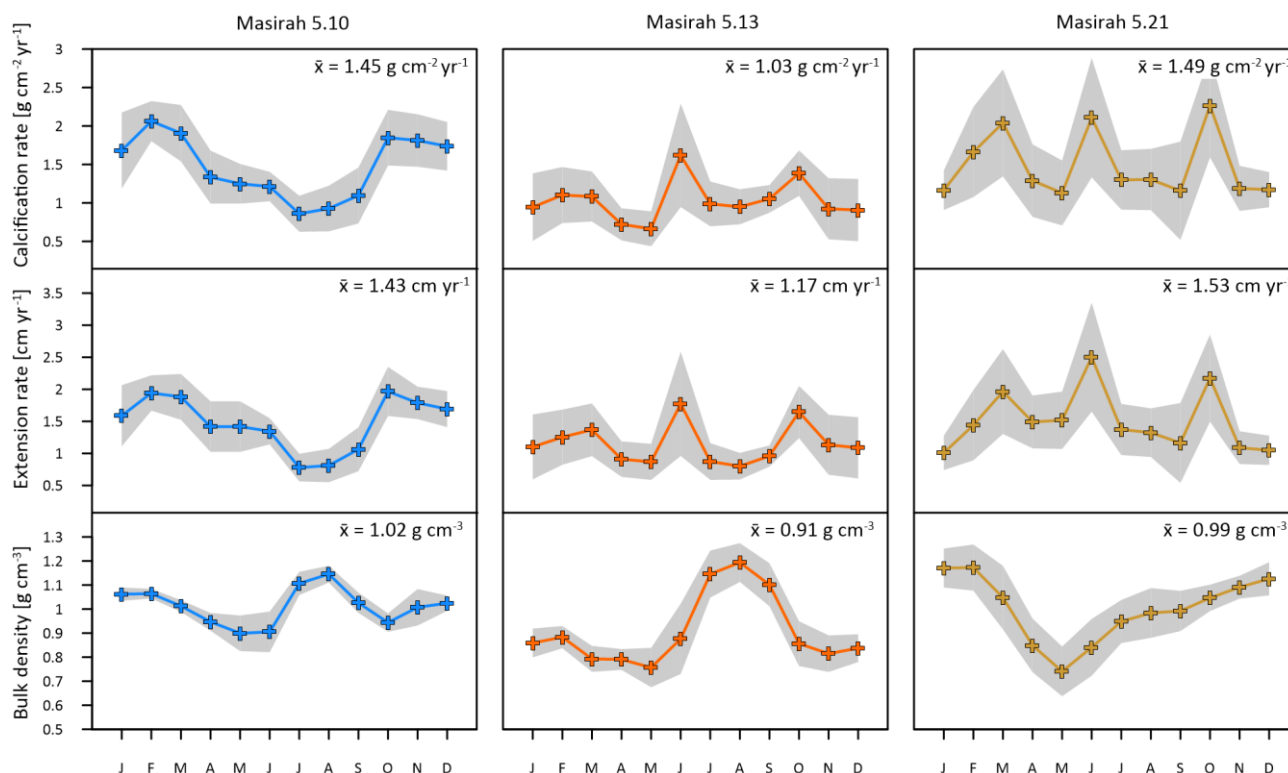 Masirah 5.10 Masirah 5.13 Masirah 5.21
Calcification rate [g cm⁻² yr⁻¹]
3
2.5
2
1.5
1
0.5
x̄ = 1.45 g cm⁻² yr⁻¹
x̄ = 1.03 g cm⁻² yr⁻¹
x̄ = 1.49 g cm⁻² yr⁻¹
Extension rate [cm yr⁻¹]
3.5
3
2.5
2
1.5
1
0.5
x̄ = 1.43 cm yr⁻¹
x̄ = 1.17 cm yr⁻¹
x̄ = 1.53 cm yr⁻¹
Bulk density [g cm⁻³]
1.3
1.2
1.1
1
0.9
0.8
0.7
0.6
0.5
x̄ = 1.02 g cm⁻³
x̄ = 0.91 g cm⁻³
x̄ = 0.99 g cm⁻³
J F M A M J J A S O N D
J F M A M J J A S O N D
J F M A M J J A S O N D